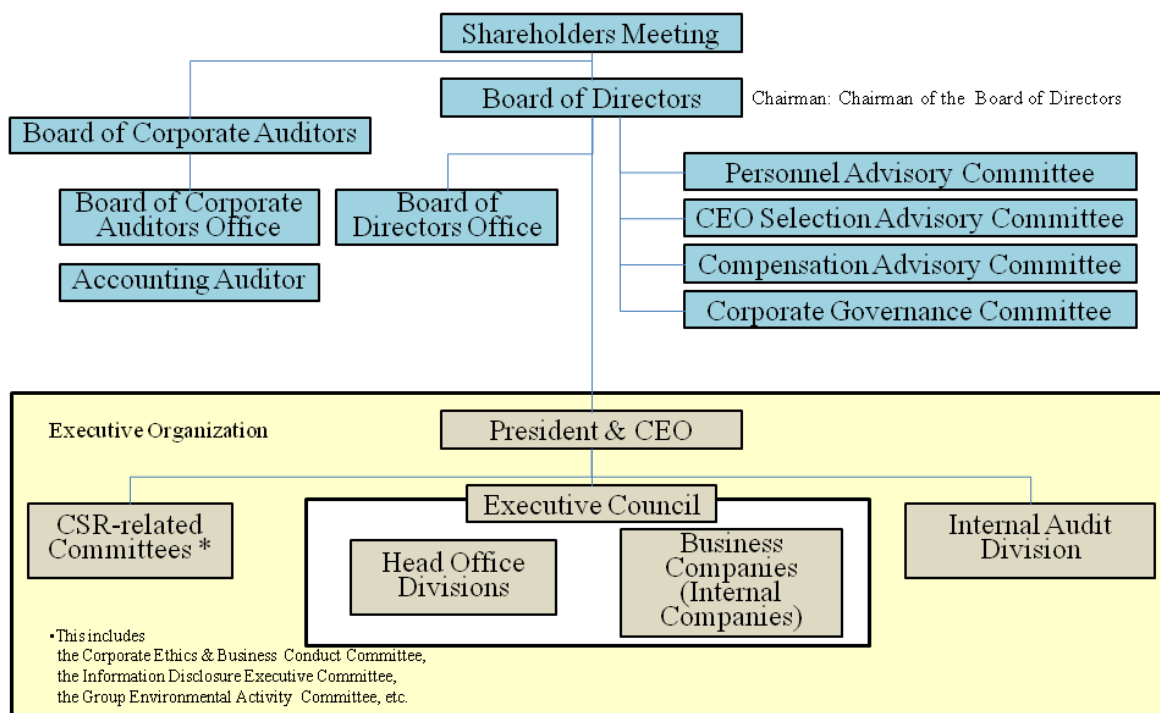 Shareholders Meeting
Board of Directors
Chairman: Chairman of the Board of Directors
Board of Corporate Auditors
Board of Corporate
Auditors Office
Board of
Directors Office
Personnel Advisory Committee
CEO Selection Advisory Committee
Accounting Auditor
Compensation Advisory Committee
Corporate Governance Committee
Executive Organization
President & CEO
Executive Council
CSR-related
Committees *
Head Office
Divisions
Business
Companies
(Internal
Companies)
Internal Audit
Division
•This includes
the Corporate Ethics & Business Conduct Committee,
the Information Disclosure Executive Committee,
the Group Environmental Activity Committee, etc.